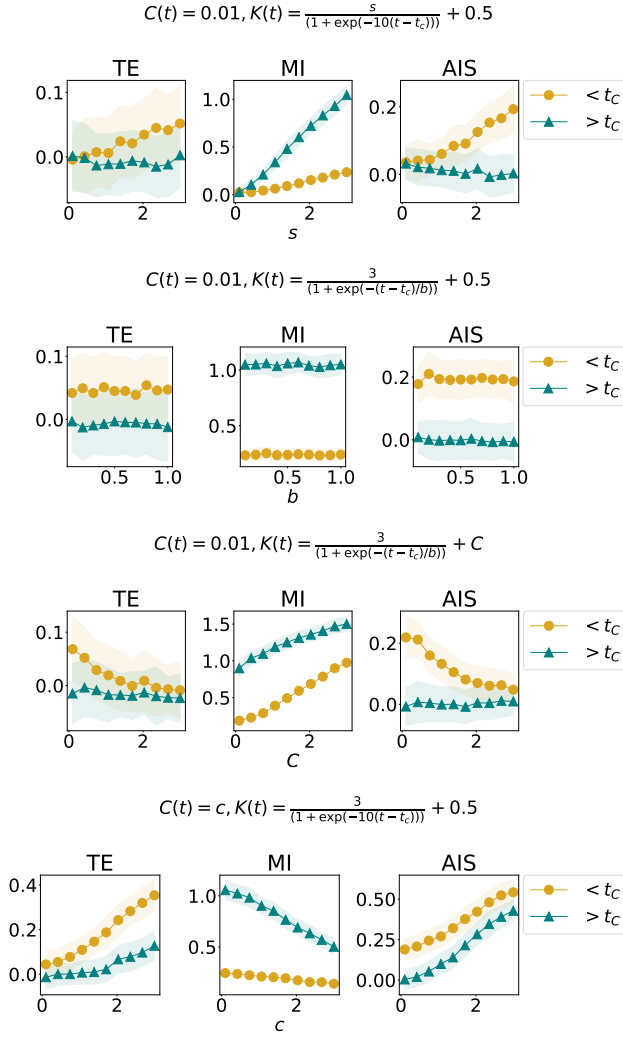 C(t) = 0.01, K(t) = s/(1 + exp(−10(t − t_c))) + 0.5
TE MI AIS
0.1 0.0 0 2
1.0 0.5 0.0 0 2
0.2 0.0 0 2
< t_C
> t_C
s
C(t) = 0.01, K(t) = 3/(1 + exp(−(t − t_c)/b)) + 0.5
TE MI AIS
0.1 0.0 0.5 1.0
1.0 0.5 0.5 1.0
0.2 0.0 0.5 1.0
< t_C
> t_C
b
C(t) = 0.01, K(t) = 3/(1 + exp(−(t − t_c)/b)) + C
TE MI AIS
0.1 0.0 0 2
1.5 1.0 0.5 0 2
0.2 0.0 0 2
< t_C
> t_C
C
C(t) = c, K(t) = 3/(1 + exp(−10(t − t_c))) + 0.5
TE MI AIS
0.4 0.2 0.0 0 2
1.0 0.5 0 2
0.50 0.25 0.00 0 2
< t_C
> t_C
c